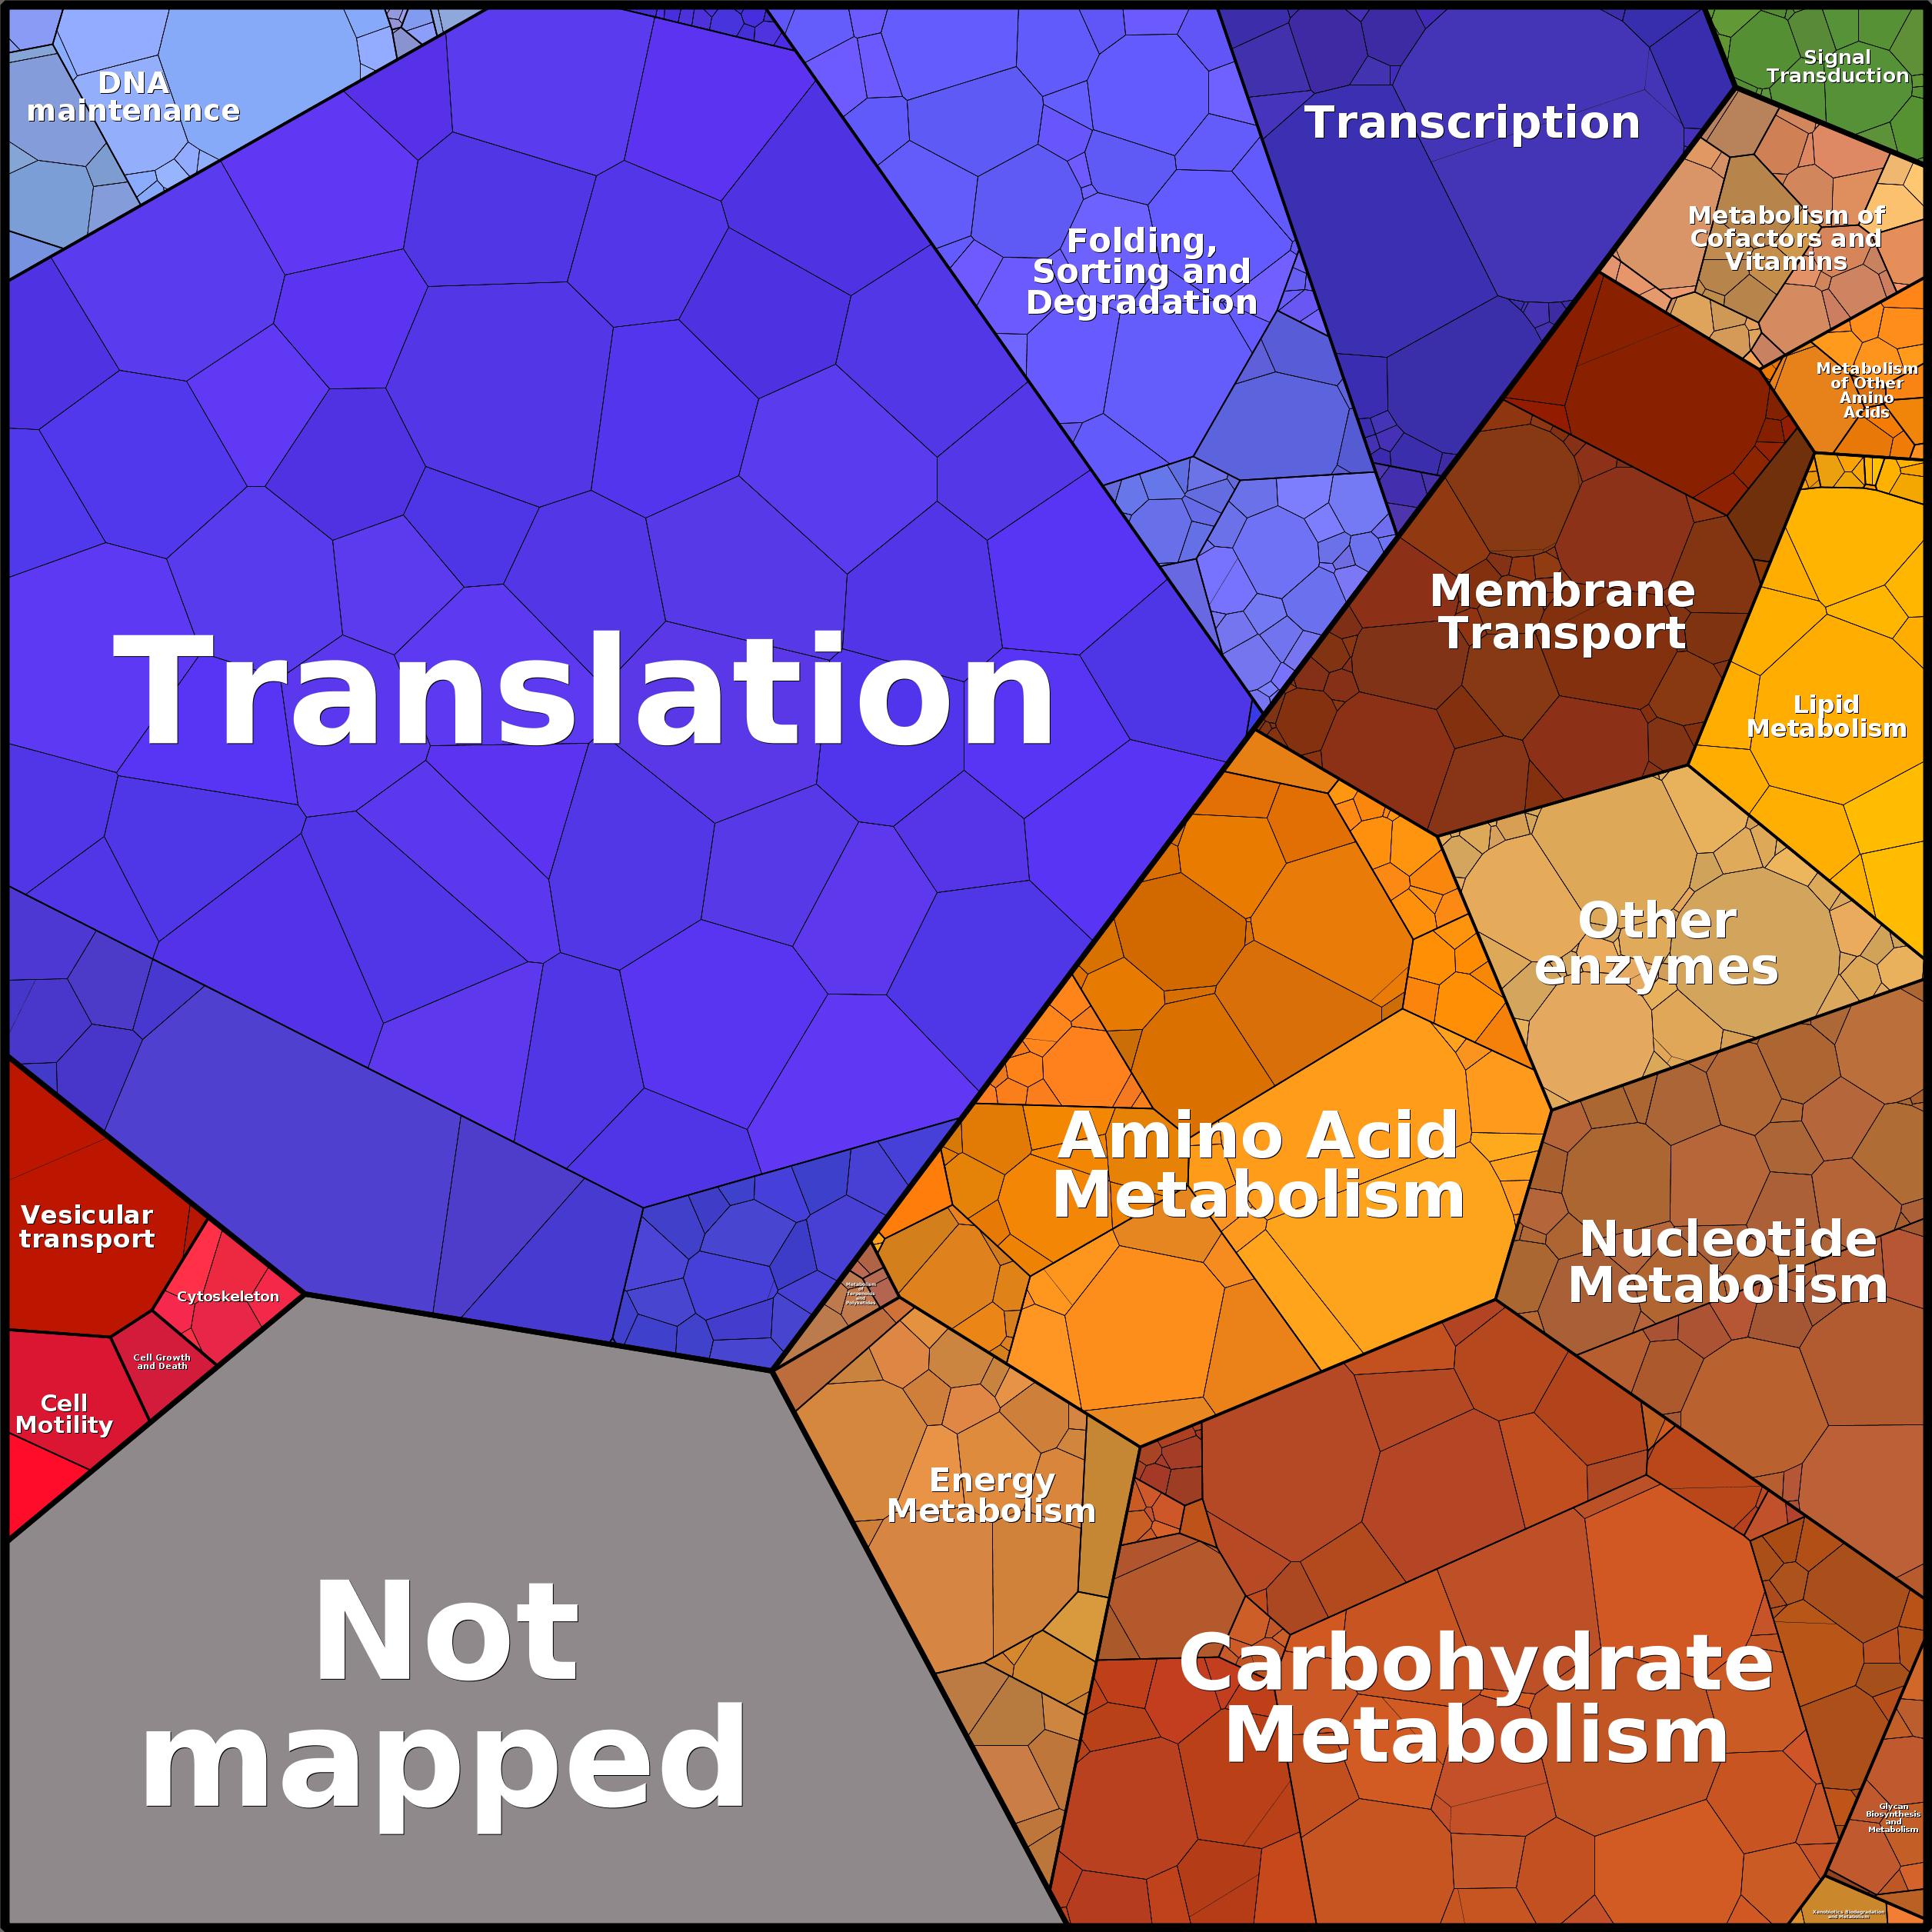 DNA
maintenance
Signal
Transduction
Transcription
Folding,
Sorting and
Degradation
Metabolism of
Cofactors and
Vitamins
Metabolism
of Other
Amino
Acids
Membrane
Transport
Translation
Lipid
Metabolism
Other
enzymes
Amino Acid
Metabolism
Vesicular
transport
Nucleotide
Metabolism
Cytoskeleton
Metabolism
of
Terpenoids
and
Polyketides
Cell Growth
and Death
Cell
Motility
Energy
Metabolism
Not
mapped
Carbohydrate
Metabolism
Glycan
Biosynthesis
and
Metabolism
Xenobiotics Biodegradation
and Metabolism